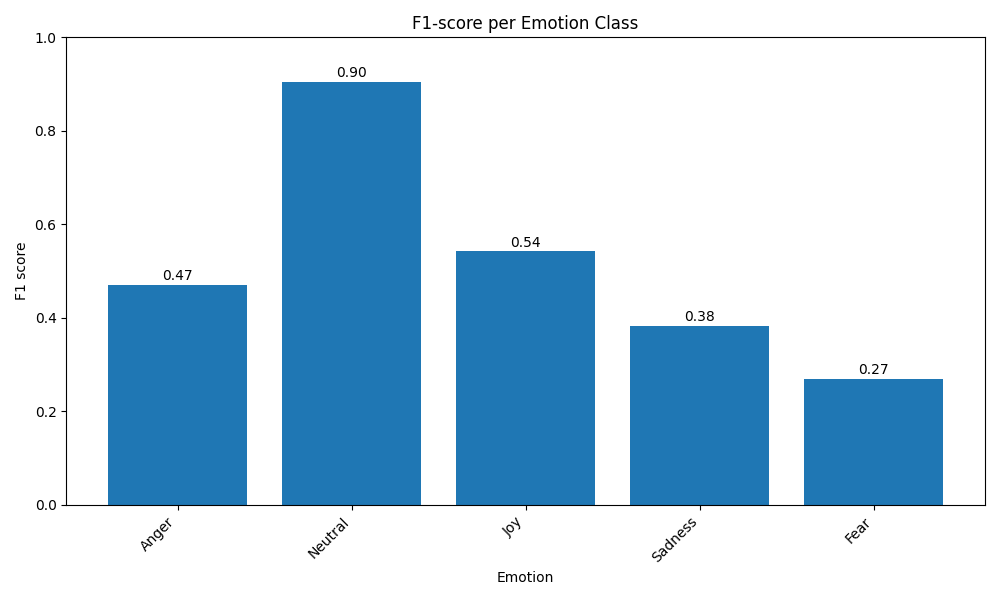 F1-score per Emotion Class
1.0
0.8
0.6
0.4
0.2
0.0
F1 score
0.47
0.90
0.54
0.38
0.27
Anger
Neutral
Joy
Sadness
Fear
Emotion